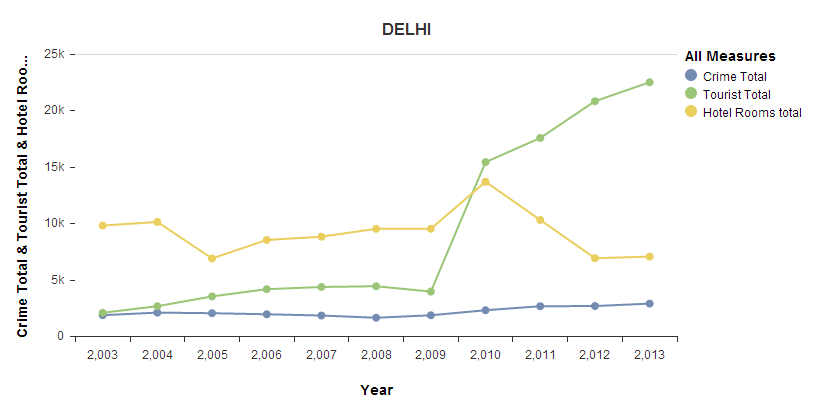 DELHI
25k
20k
15k
10k
5k
0
Crime Total & Tourist Total & Hotel Roo...
2,003 2,004 2,005 2,006 2,007 2,008 2,009 2,010 2,011 2,012 2,013
Year
All Measures
Crime Total
Tourist Total
Hotel Rooms total